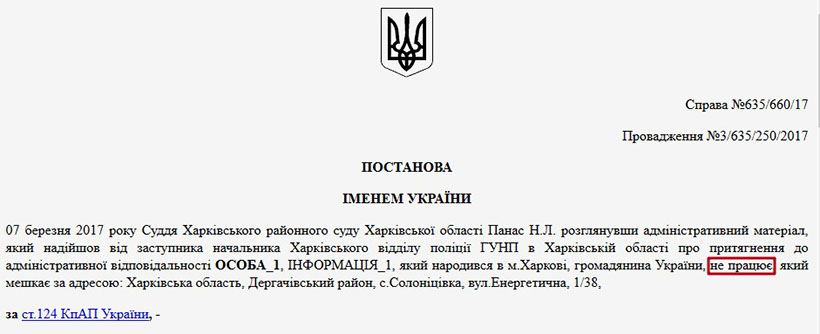 Справа №635/660/17
Провадження №3/635/250/2017
ПОСТАНОВА
ІМЕНЕМ УКРАЇНИ
07 березня 2017 року Суддя Харківського районного суду Харківської області Панас Н.Л. розглянувши адміністративний матеріал,
який надійшов від заступника начальника Харківського відділу поліції ГУНП в Харківській області про притягнення до
адміністративної відповідальності ОСОБА_1, ІНФОРМАЦІЯ_1, який народився в м.Харкові, громадянина України, не працює, який
мешкає за адресою: Харківська область, Дергачівський район, с.Солоніцівка, вул.Енергетична, 1/38,
за ст.124 КпАП України, -